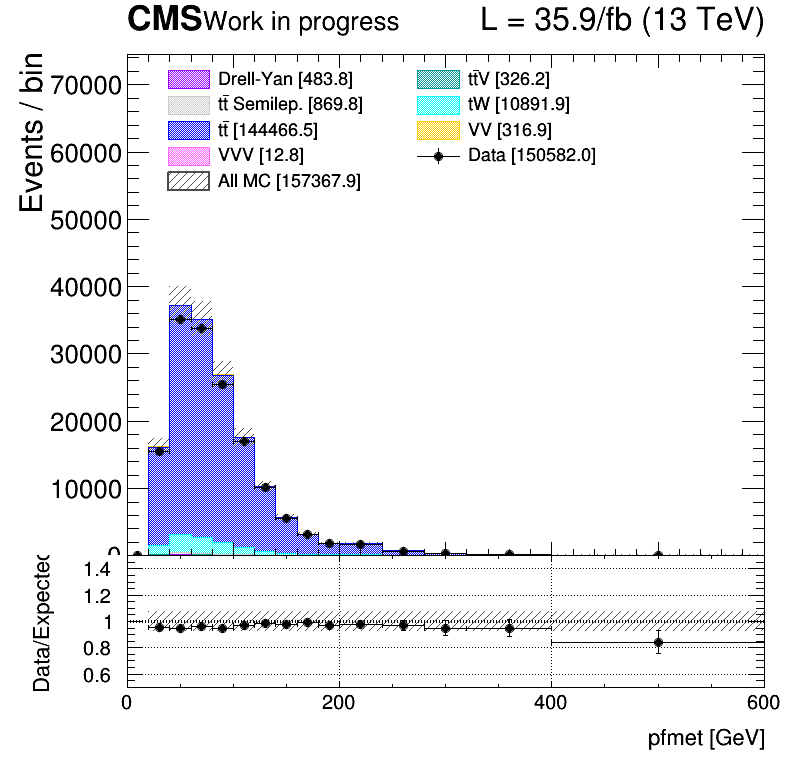 CMS Work in progress L = 35.9/fb (13 TeV)
Events / bin
70000
60000
50000
40000
30000
20000
10000
0
Drell-Yan [483.8]
tt̄ Semilep. [869.8]
tt̄ [144466.5]
VVV [12.8]
All MC [157367.9]
tt̄V [326.2]
tW [10891.9]
VV [316.9]
Data [150582.0]
Data/Expected
1.4
1.2
1
0.8
0.6
0 200 400 600
pfmet [GeV]